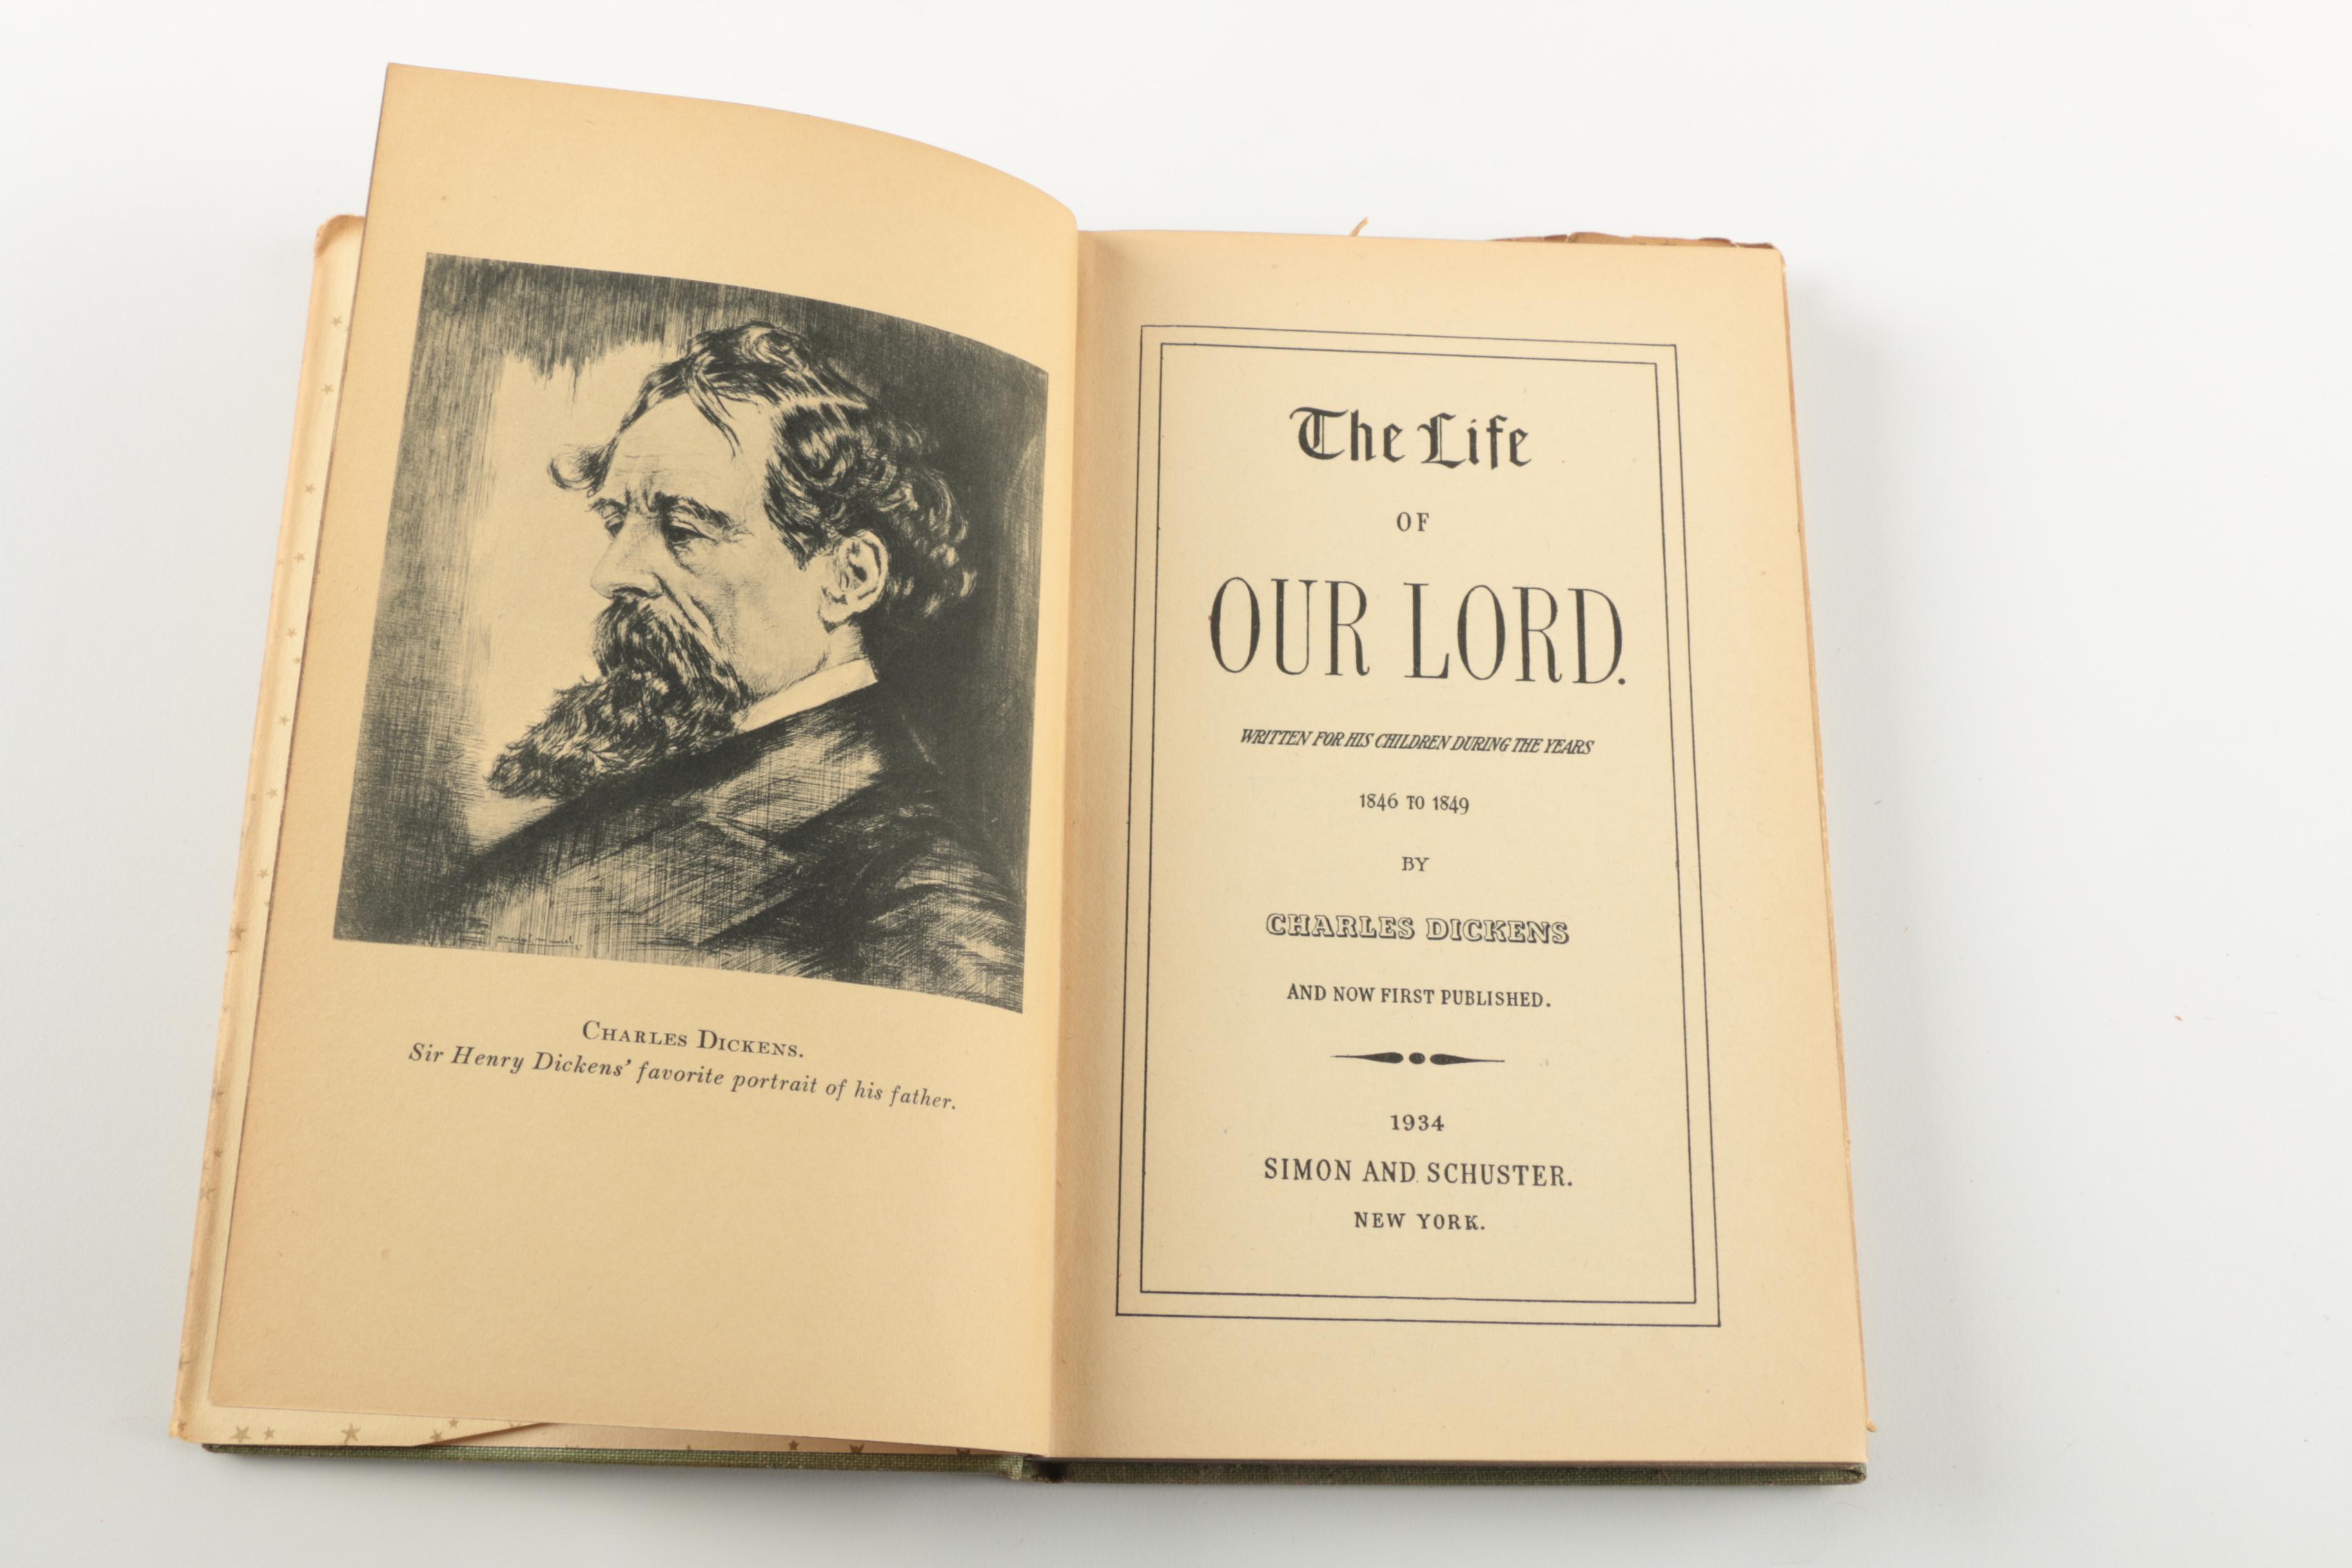 CHARLES DICKENS.
Sir Henry Dickens' favorite portrait of his father.
The Life
OF
OUR LORD.
WRITTEN FOR HIS CHILDREN DURING THE YEARS
1846 TO 1849
BY
CHARLES DICKENS
AND NOW FIRST PUBLISHED.
1934
SIMON AND SCHUSTER.
NEW YORK.